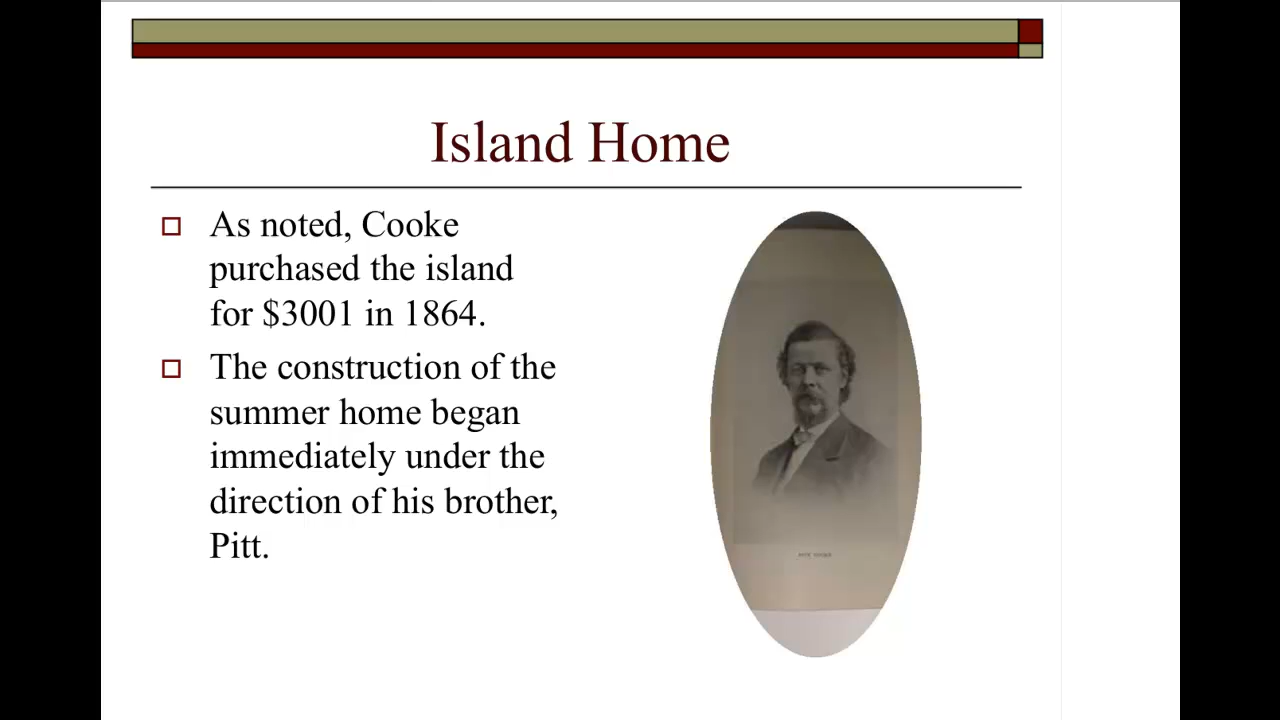 Island Home
As noted, Cooke
purchased the island
for $3001 in 1864.
The construction of the
summer home began
immediately under the
direction of his brother,
Pitt.